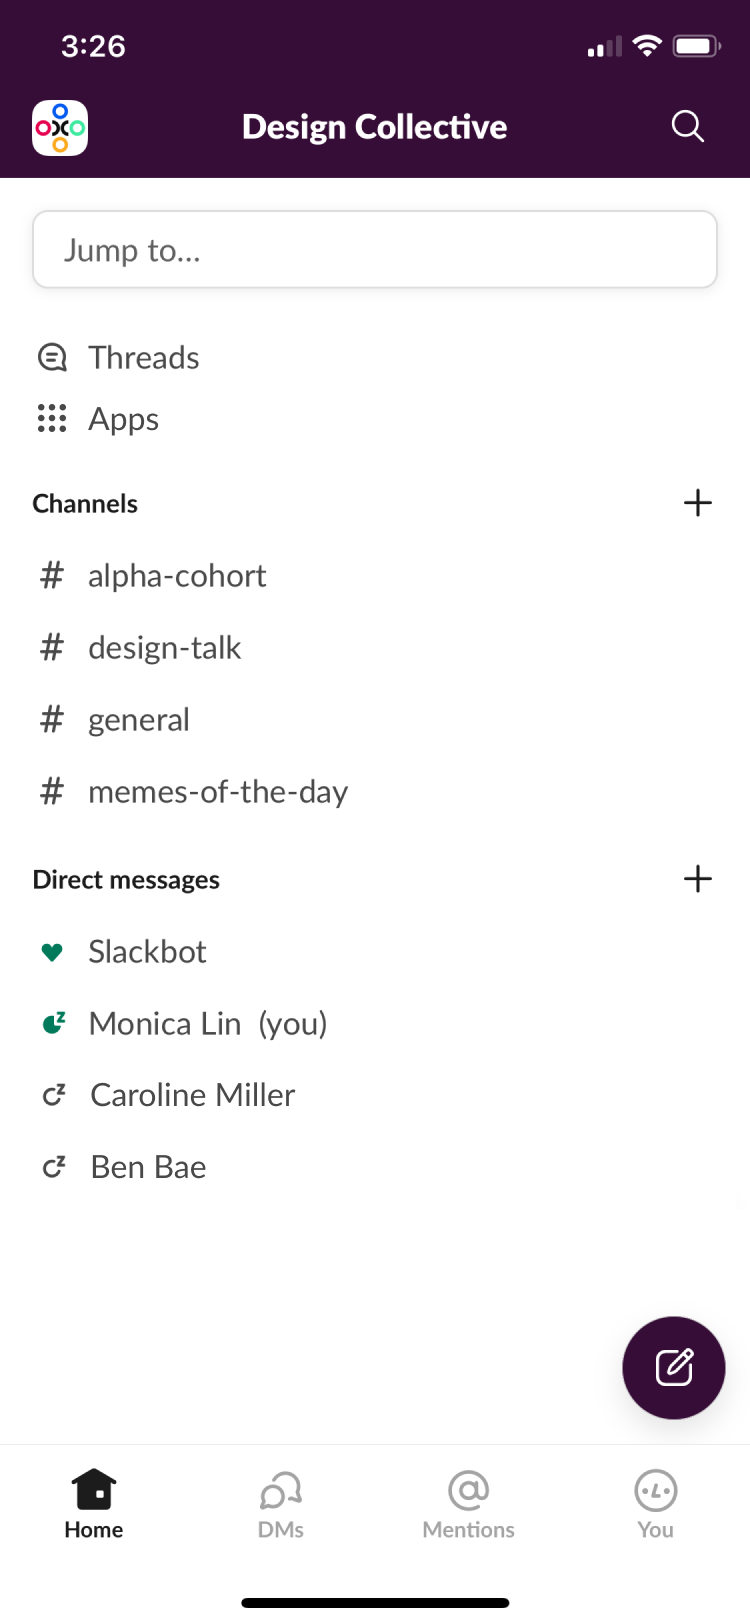 3:26
Design Collective
Jump to...
Threads
Apps
Channels
# alpha-cohort
# design-talk
# general
# memes-of-the-day
Direct messages
Slackbot
Monica Lin (you)
Caroline Miller
Ben Bae
Home
DMs
Mentions
You